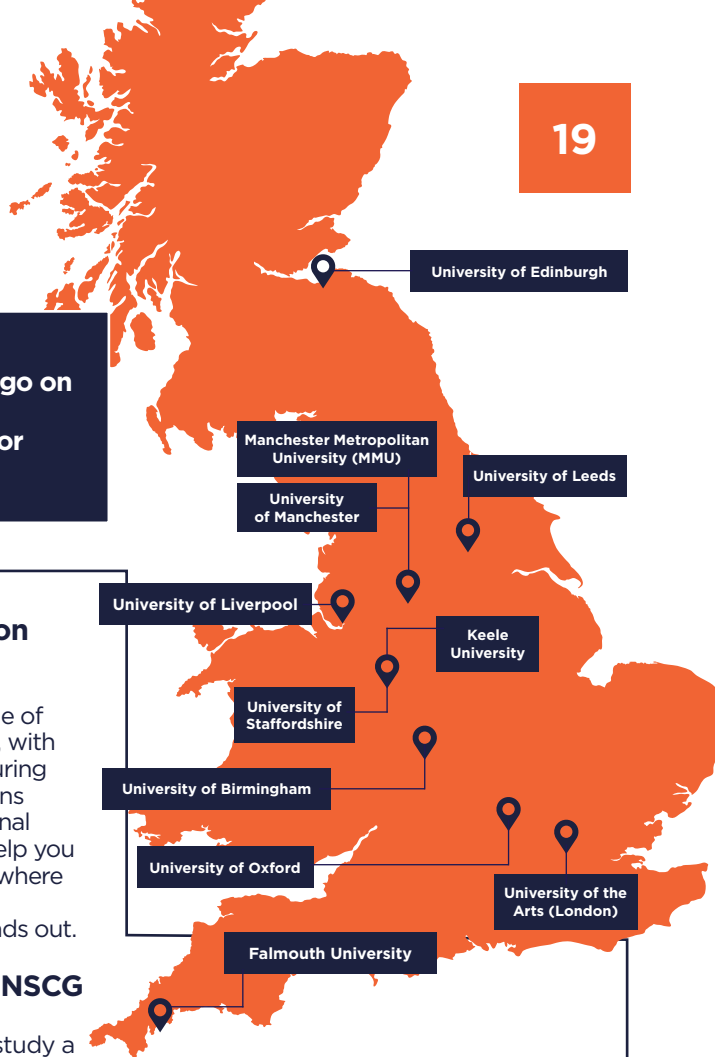 19
University of Edinburgh
go on
or
Manchester Metropolitan
University (MMU)
University of Leeds
University
of Manchester
University of Liverpool
on
Keele
University
e of
with
University of
Staffordshire
uring
University of Birmingham
ns
nal
elp you
University of Oxford
where
University of the
Arts (London)
nds out.
Falmouth University
NSCG
study a